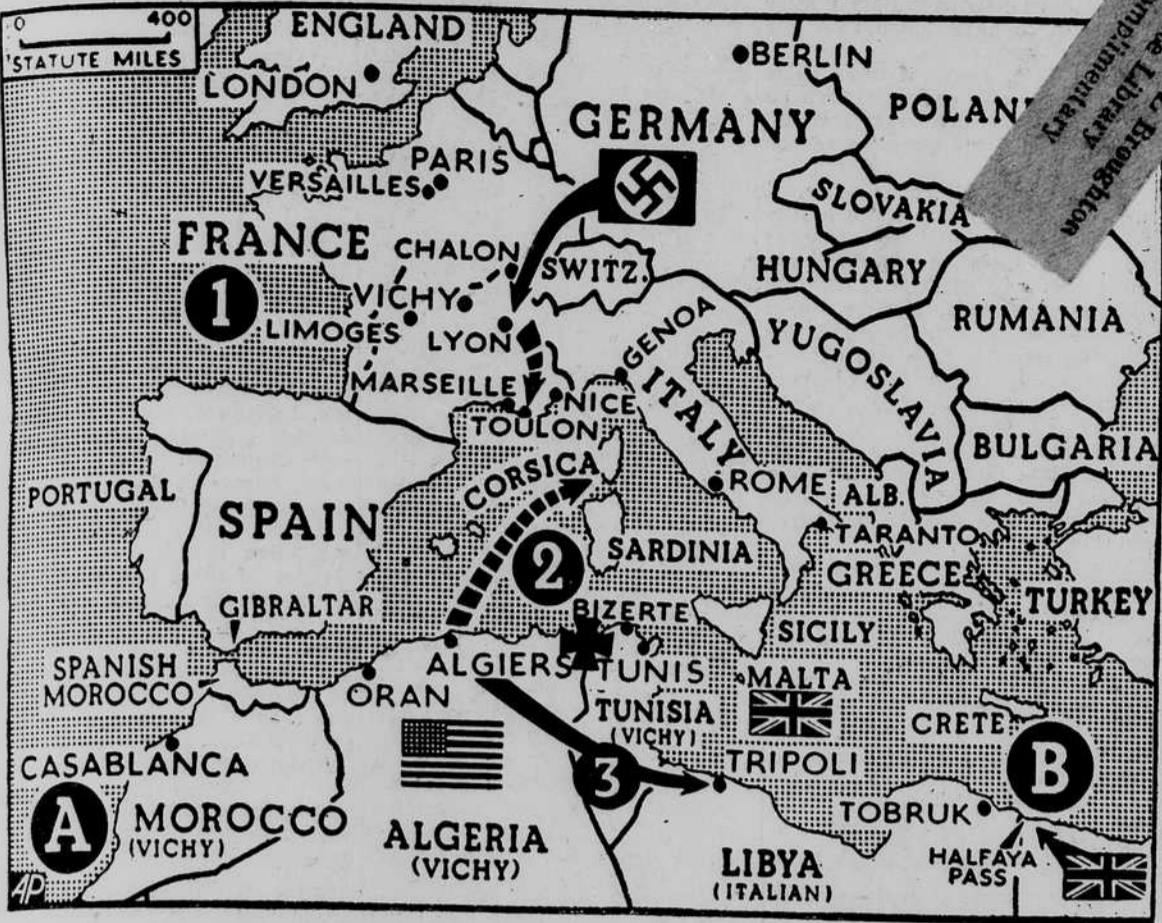 0 400
STATUTE MILES
ENGLAND
LONDON
BERLIN
GERMANY
POLAN
Library
Complimentary
Broughton
PARIS
VERSAILLES
SLOVAKIA
FRANCE
CHALON
SWITZ.
HUNGARY
1
VICHY
LIMOGES
LYON
GENOA
YUGOSLAVIA
RUMANIA
MARSEILLE
NICE
ITALY
TOULON
CORSICA
BULGARIA
PORTUGAL
SPAIN
ROME
ALB.
TARANTO
2
SARDINIA
GREECE
TURKEY
GIBRALTAR
BIZERTE
SICILY
SPANISH
MOROCCO
ALGIERS
TUNIS
MALTA
ORAN
TUNISIA
(VICHY)
CRETE
CASABLANCA
3
TRIPOLI
B
A
MOROCCO
(VICHY)
ALGERIA
(VICHY)
TOBRUK
LIBYA
(ITALIAN)
HALFAYA
PASS
AP